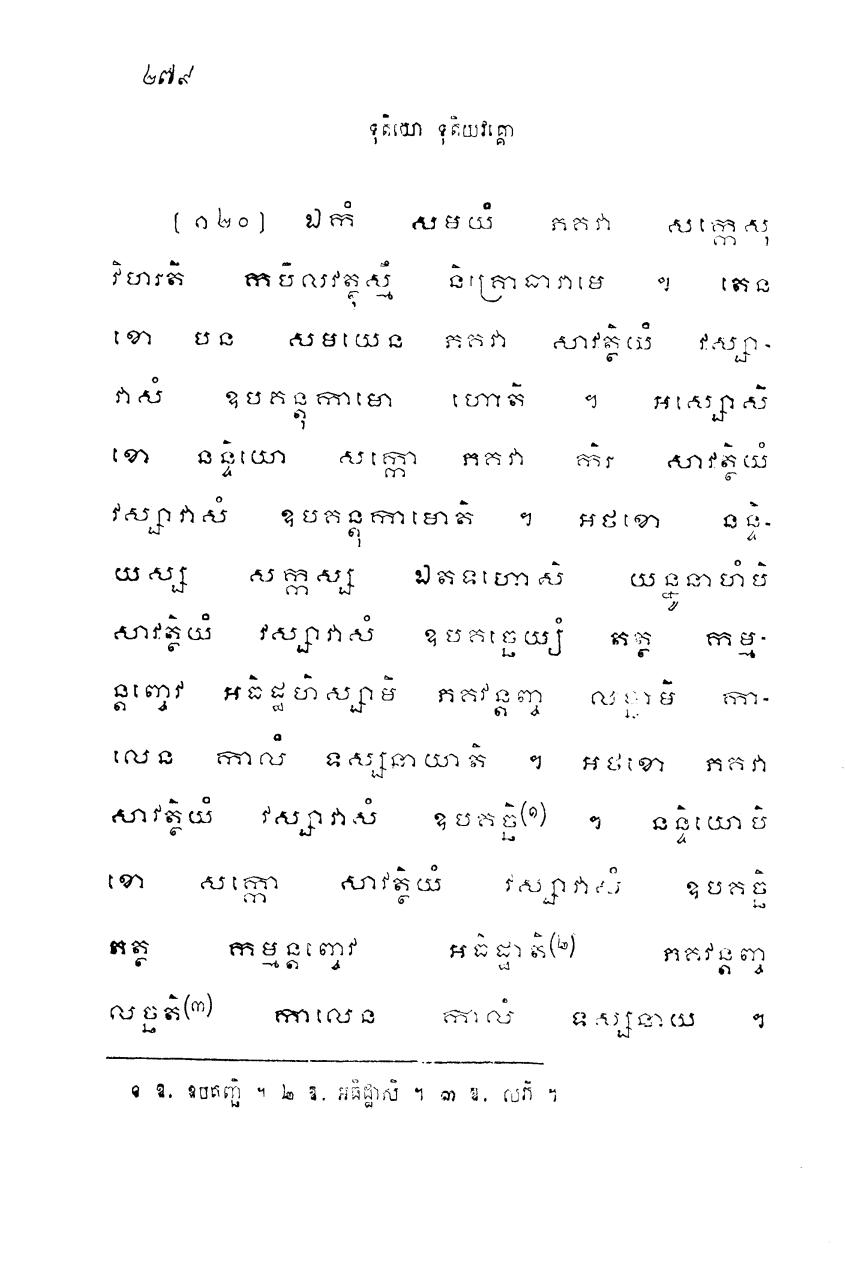 ២៧៩
ទុតិយោ ទុតិយវគ្គោ
(១២០) ឯកំ សមយំ ភគវា សក្កេសុ
វិហរតិ កបិលវត្ថុស្មឹ និគ្រោធារាមេ ។ តេន
ខោ បន សមយេន ភគវា សាវត្ថិយំ វស្សា-
វាសំ ឧបគន្តុកាមោ ហោតិ ។ អស្សោសិ
ខោ នន្ទិយោ សក្កោ ភគវា កិរ សាវត្ថិយំ
វស្សាវាសំ ឧបគន្តុកាមោតិ ។ អថខោ នន្ទិ-
យស្ស សក្កស្ស ឯតទហោសិ យន្នូនាហំបិ
សាវត្ថិយំ វស្សាវាសំ ឧបគច្ឆេយ្យំ តត្ថ កម្ម-
ន្តញ្ចេវ អធិដ្ឋហិស្សាមិ ភគវន្តញ្ច លច្ឆាមិ កា-
លេន កាលំ ទស្សនាយាតិ ។ អថខោ ភគវា
សាវត្ថិយំ វស្សាវាសំ ឧបគច្ឆិ(១) ។ នន្ទិយោបិ
ខោ សក្កោ សាវត្ថិយំ វស្សាវាសំ ឧបគច្ឆិ
តត្ថ កម្មន្តញ្ចេវ អធិដ្ឋាតិ(២) ភគវន្តញ្ច
លច្ឆតិ(៣) កាលេន កាលំ ទស្សនាយ ។
១ ឱ. ឧបគញ្ឆិ ។ ២ ឱ. អធិដ្ឋាសិ ។ ៣ ឱ. លភិ ។